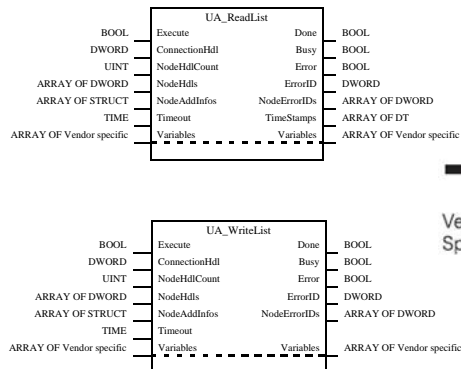 UA_ReadList
BOOL Execute Done BOOL
DWORD ConnectionHdl Busy BOOL
UINT NodeHdlCount Error BOOL
ARRAY OF DWORD NodeHdls ErrorID DWORD
ARRAY OF STRUCT NodeAddInfos NodeErrorIDs ARRAY OF DWORD
TIME Timeout TimeStamps ARRAY OF DT
ARRAY OF Vendor specific Variables Variables ARRAY OF Vendor specific
UA_WriteList
BOOL Execute Done BOOL
DWORD ConnectionHdl Busy BOOL
UINT NodeHdlCount Error BOOL
ARRAY OF DWORD NodeHdls ErrorID DWORD
ARRAY OF STRUCT NodeAddInfos NodeErrorIDs ARRAY OF DWORD
TIME Timeout
ARRAY OF Vendor specific Variables Variables ARRAY OF Vendor specific